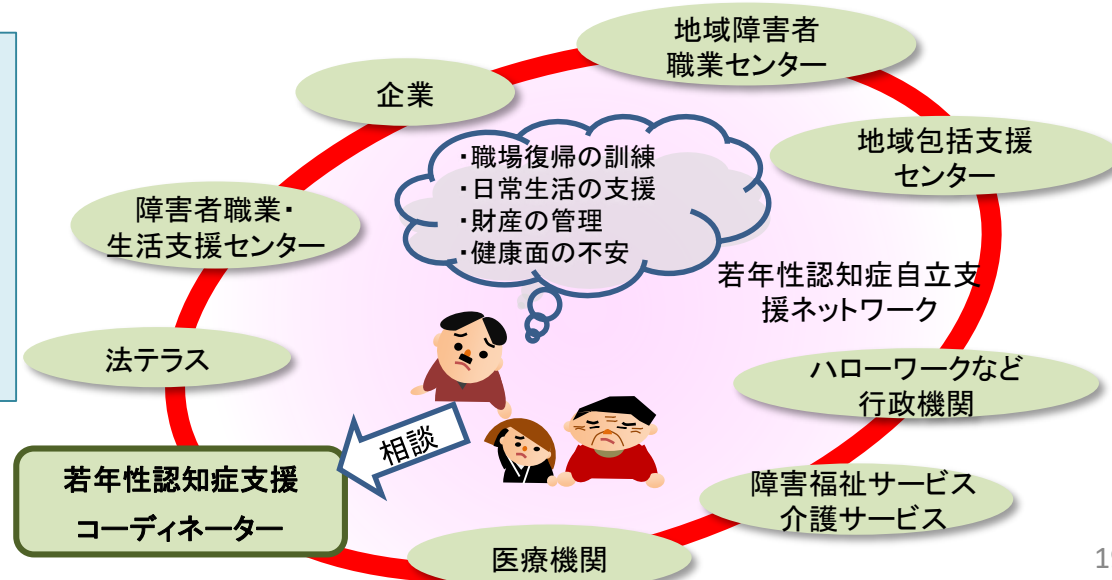 地域障害者
職業センター
企業
地域包括支援
センター
・職場復帰の訓練
・日常生活の支援
・財産の管理
・健康面の不安
障害者職業・
生活支援センター
若年性認知症自立支
援ネットワーク
法テラス
ハローワークなど
行政機関
相談
若年性認知症支援
コーディネーター
障害福祉サービス
介護サービス
医療機関